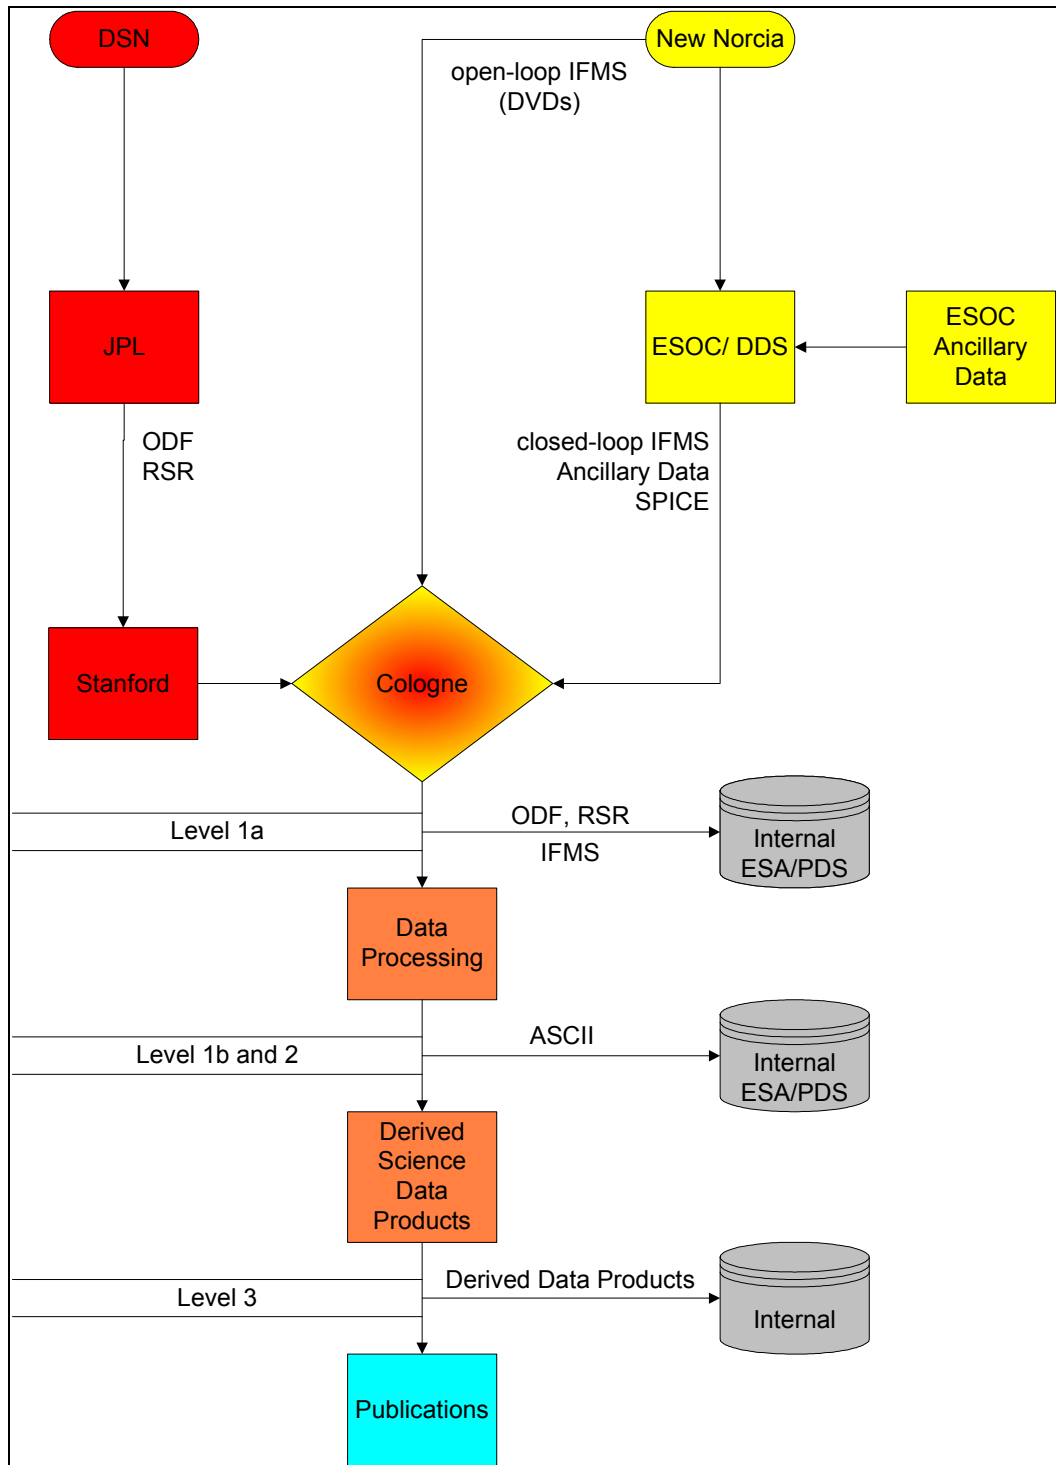 DSN
New Norcia
open-loop IFMS
(DVDs)
JPL
ESOC/ DDS
ESOC
Ancillary
Data
ODF
RSR
closed-loop IFMS
Ancillary Data
SPICE
Stanford
Cologne
Level 1a
ODF, RSR
IFMS
Internal
ESA/PDS
Data
Processing
Level 1b and 2
ASCII
Internal
ESA/PDS
Derived
Science
Data
Products
Level 3
Derived Data Products
Internal
Publications